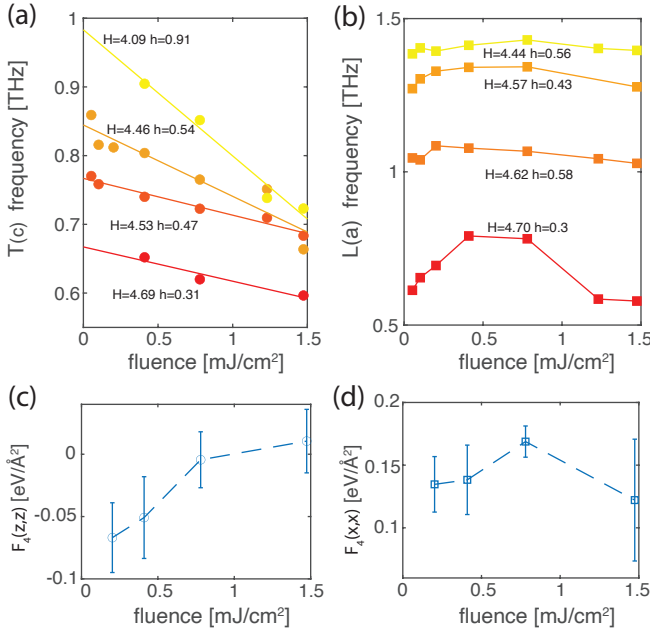 (a)
T(c) frequency [THz]
1
0.9
0.8
0.7
0.6
H=4.09 h=0.91
H=4.46 h=0.54
H=4.53 h=0.47
H=4.69 h=0.31
0 0.5 1 1.5
fluence [mJ/cm²]
(b)
L(a) frequency [THz]
1.5
1
0.5
H=4.44 h=0.56
H=4.57 h=0.43
H=4.62 h=0.58
H=4.70 h=0.3
0 0.5 1 1.5
fluence [mJ/cm²]
(c)
F₄(z,z) [eV/Å²]
0
-0.05
-0.1
0 0.5 1 1.5
fluence [mJ/cm²]
(d)
F₄(x,x) [eV/Å²]
0.2
0.15
0.1
0 0.5 1 1.5
fluence [mJ/cm²]